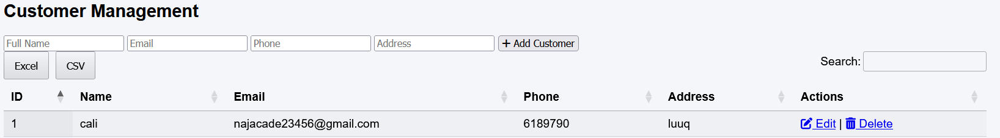 Customer Management
Full Name Email Phone Address + Add Customer
Excel CSV Search:
ID Name Email Phone Address Actions
1 cali najacade23456@gmail.com 6189790 luuq Edit | Delete